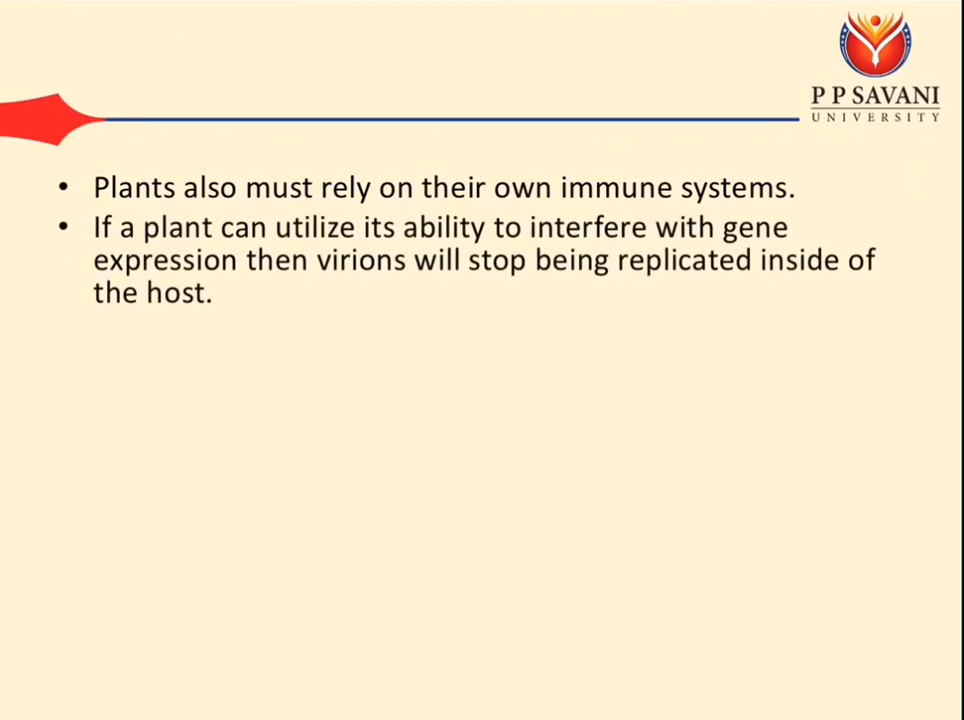 P P SAVANI
UNIVERSITY
• Plants also must rely on their own immune systems.
• If a plant can utilize its ability to interfere with gene
expression then virions will stop being replicated inside of
the host.